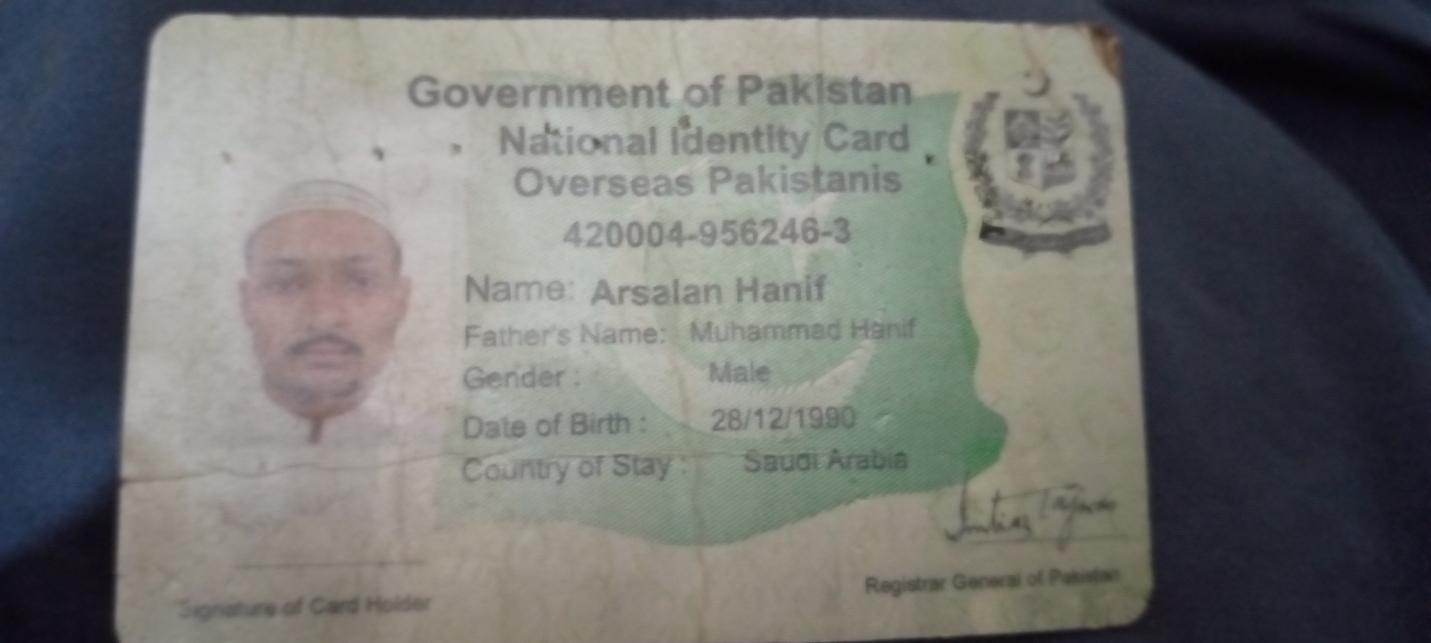 Government of Pakistan
National Identity Card
Overseas Pakistanis
420004-956246-3
Name: Arsalan Hanif
Father's Name: Muhammad Hanif
Gender : Male
Date of Birth : 28/12/1990
Country of Stay : Saudi Arabia
Registrar General of Pakistan
Signature of Card Holder